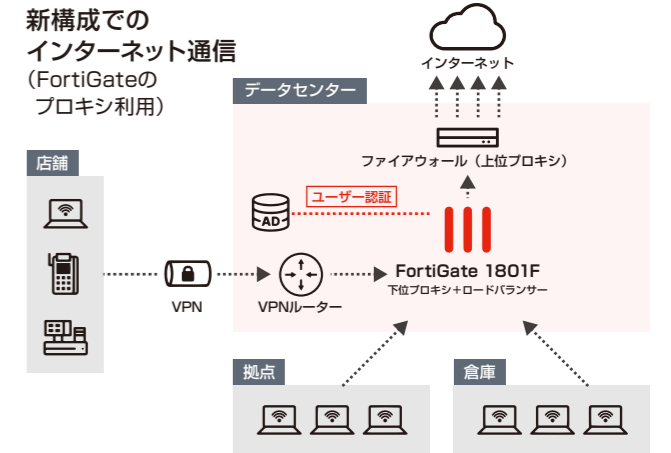 新構成での
インターネット通信
（FortiGateの
プロキシ利用）
インターネット
データセンター
ファイアウォール（上位プロキシ）
店舗
ユーザー認証
AD
FortiGate 1801F
下位プロキシ＋ロードバランサー
VPN
VPNルーター
拠点
倉庫